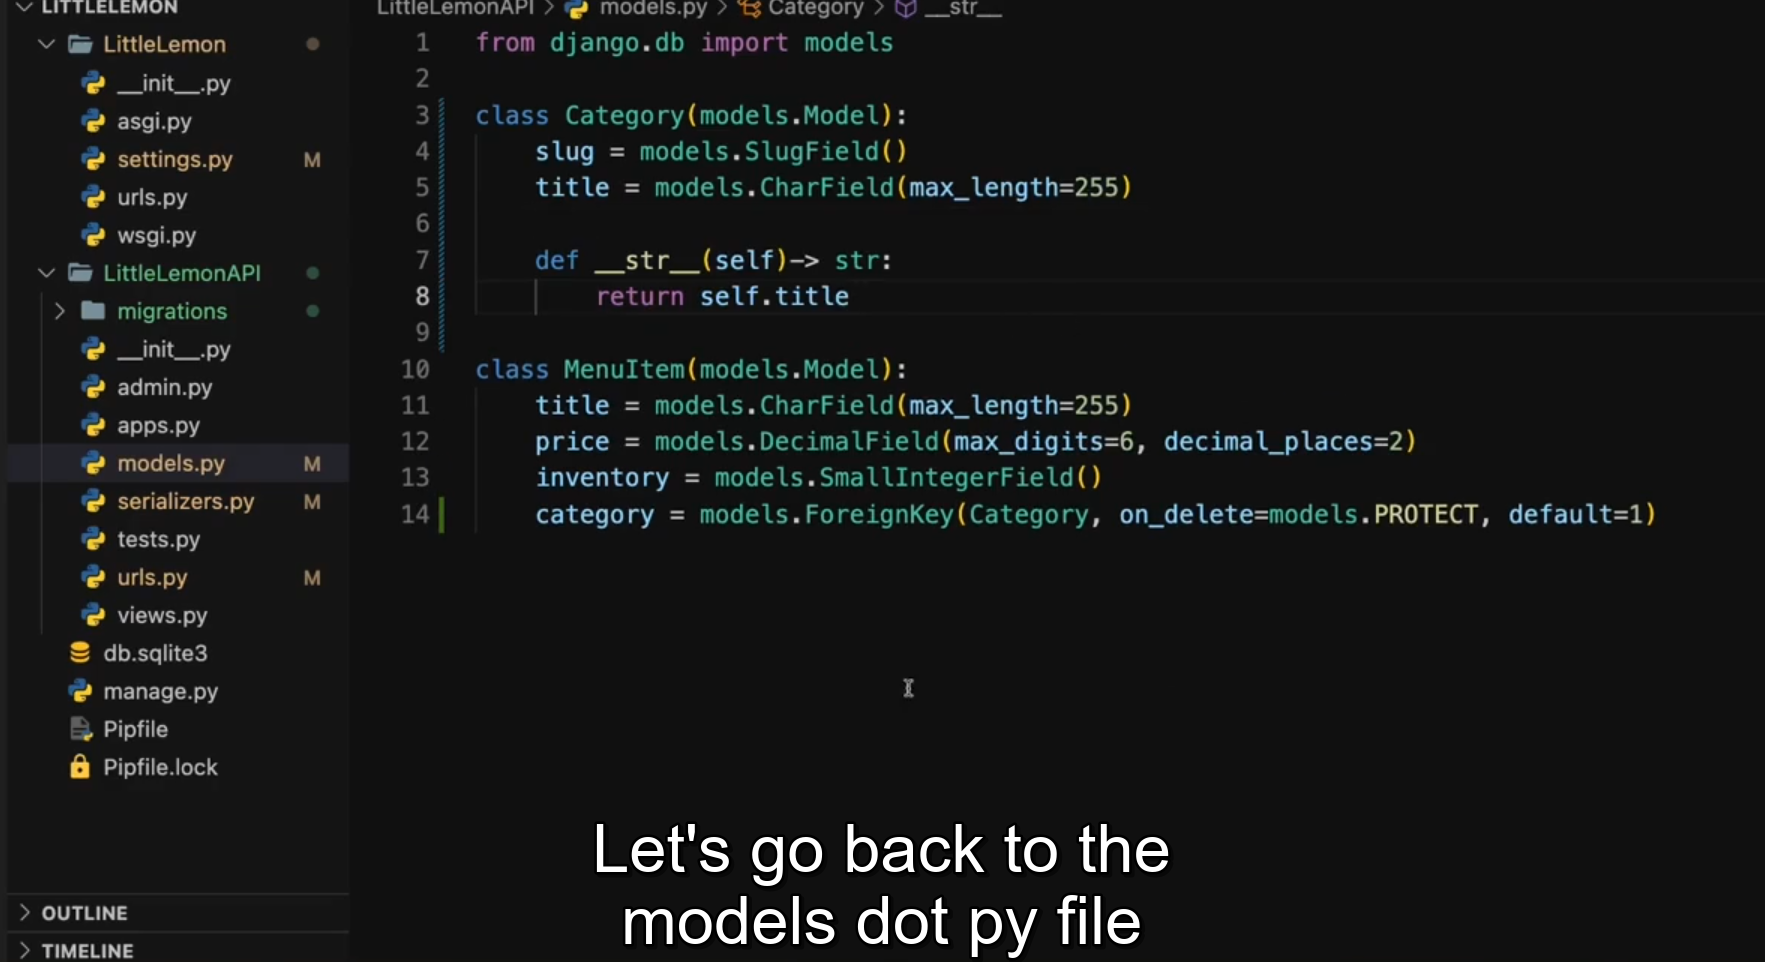 LITTLELEMON
LittleLemon
__init__.py
asgi.py
settings.py M
urls.py
wsgi.py
LittleLemonAPI
migrations
__init__.py
admin.py
apps.py
models.py M
serializers.py M
tests.py
urls.py M
views.py
db.sqlite3
manage.py
Pipfile
Pipfile.lock
OUTLINE
TIMELINE
LittleLemonAPI > models.py > Category > __str__
1 from django.db import models
2
3 class Category(models.Model):
4     slug = models.SlugField()
5     title = models.CharField(max_length=255)
6
7     def __str__(self)-> str:
8         return self.title
9
10 class MenuItem(models.Model):
11     title = models.CharField(max_length=255)
12     price = models.DecimalField(max_digits=6, decimal_places=2)
13     inventory = models.SmallIntegerField()
14     category = models.ForeignKey(Category, on_delete=models.PROTECT, default=1)
Let's go back to the
models dot py file